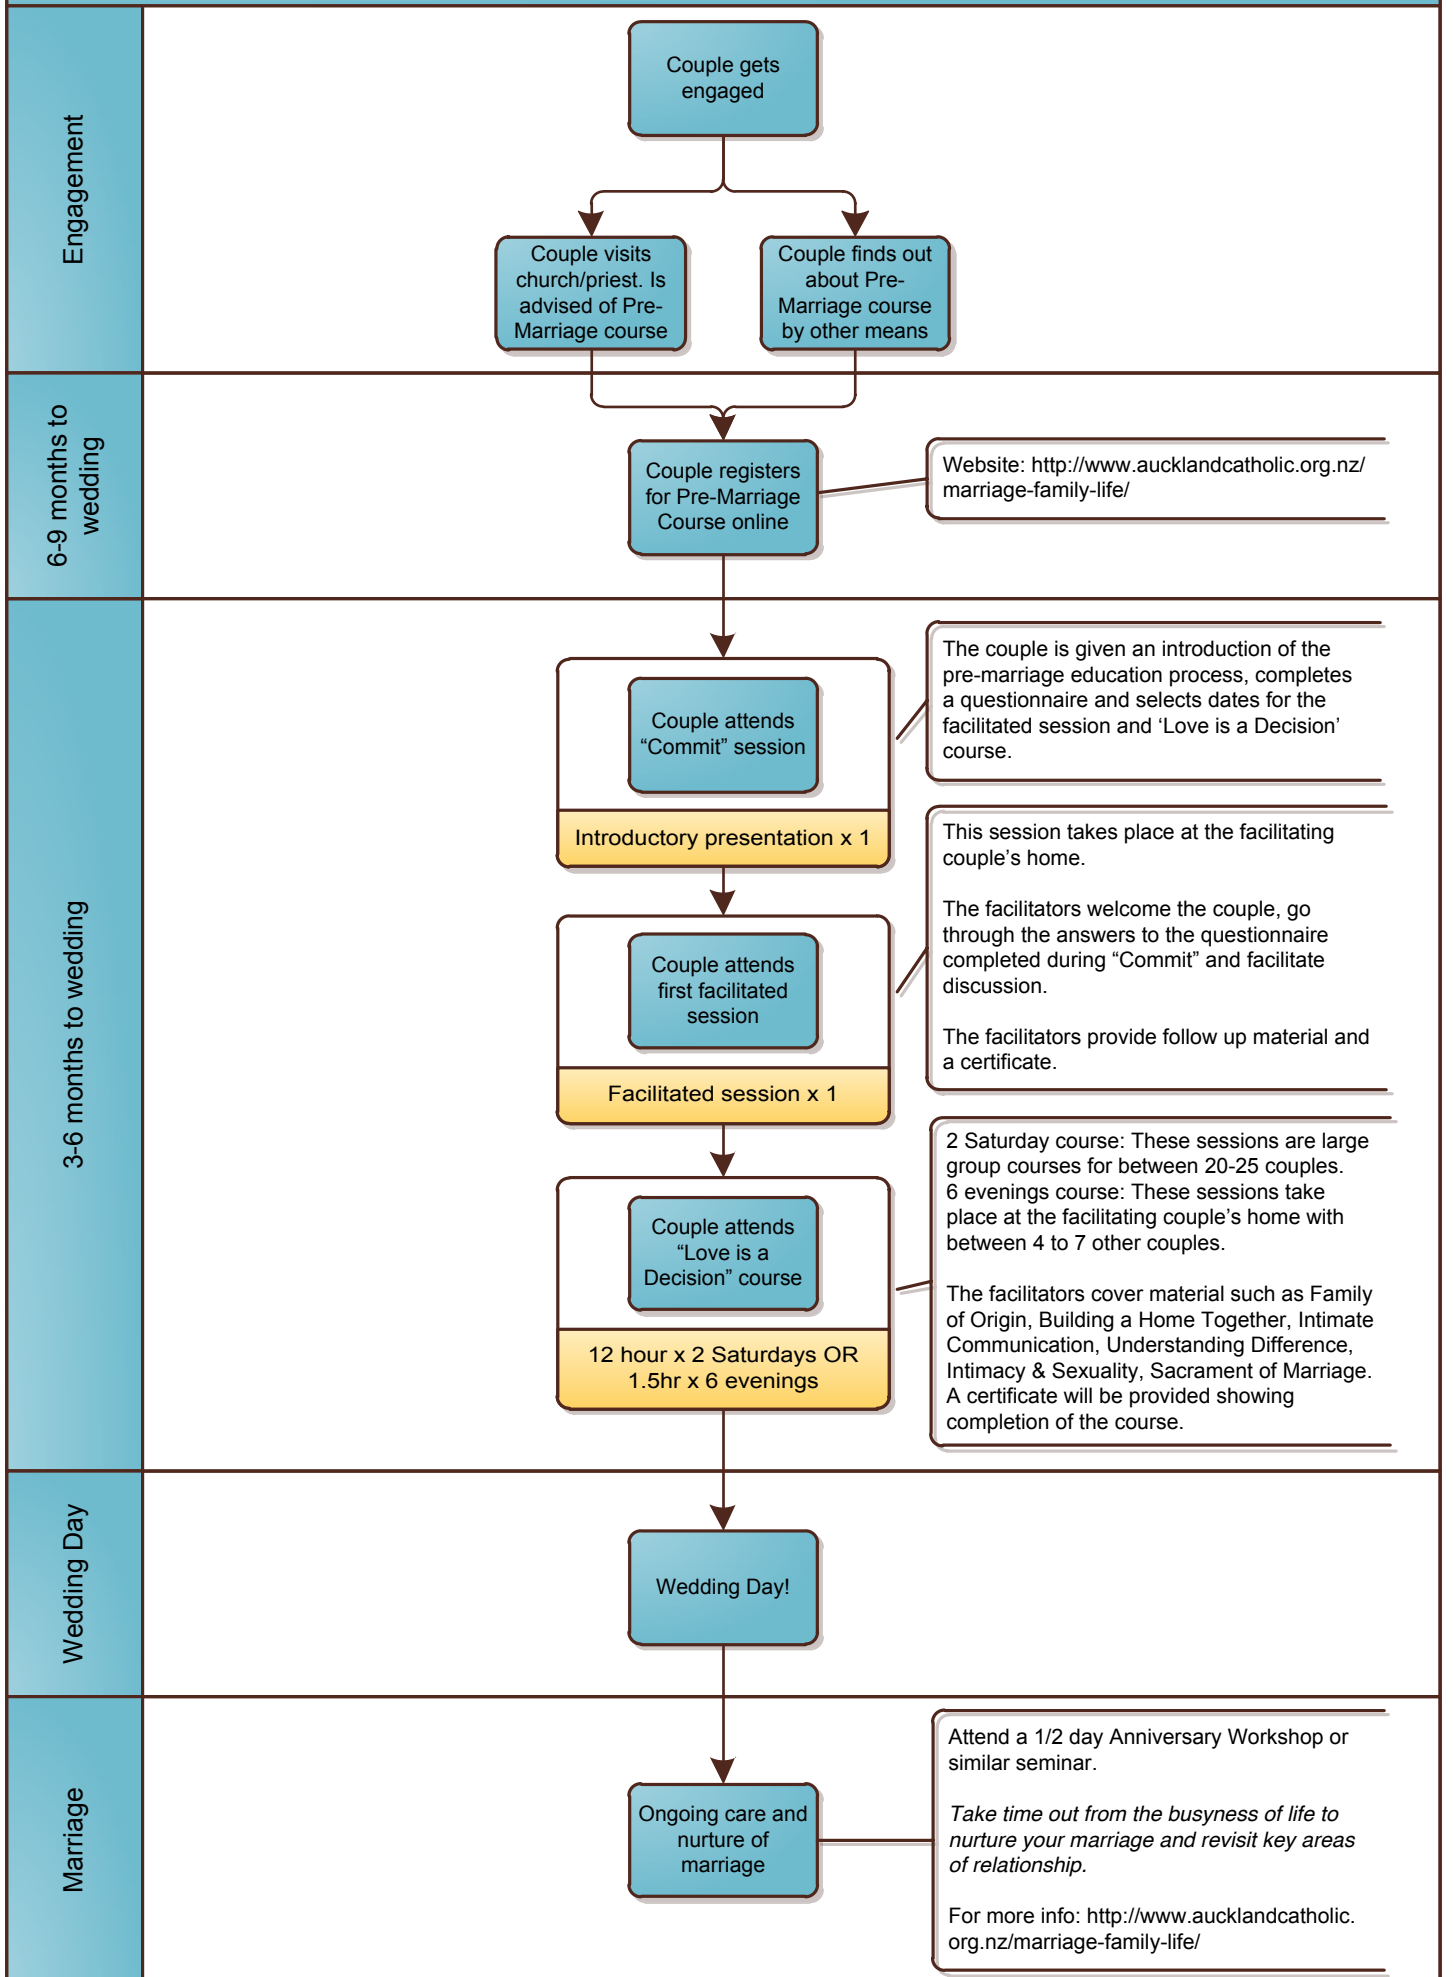 Engagement
Couple gets
engaged
Couple visits
church/priest. Is
advised of Pre-
Marriage course
Couple finds out
about Pre-
Marriage course
by other means
6-9 months to
wedding
Couple registers
for Pre-Marriage
Course online
Website: http://www.aucklandcatholic.org.nz/
marriage-family-life/
3-6 months to wedding
Couple attends
“Commit” session
Introductory presentation x 1
The couple is given an introduction of the
pre-marriage education process, completes
a questionnaire and selects dates for the
facilitated session and ‘Love is a Decision’
course.
Couple attends
first facilitated
session
Facilitated session x 1
This session takes place at the facilitating
couple’s home.
The facilitators welcome the couple, go
through the answers to the questionnaire
completed during “Commit” and facilitate
discussion.
The facilitators provide follow up material and
a certificate.
Couple attends
“Love is a
Decision” course
12 hour x 2 Saturdays OR
1.5hr x 6 evenings
2 Saturday course: These sessions are large
group courses for between 20-25 couples.
6 evenings course: These sessions take
place at the facilitating couple’s home with
between 4 to 7 other couples.
The facilitators cover material such as Family
of Origin, Building a Home Together, Intimate
Communication, Understanding Difference,
Intimacy & Sexuality, Sacrament of Marriage.
A certificate will be provided showing
completion of the course.
Wedding Day
Wedding Day!
Marriage
Ongoing care and
nurture of
marriage
Attend a 1/2 day Anniversary Workshop or
similar seminar.
Take time out from the busyness of life to
nurture your marriage and revisit key areas
of relationship.
For more info: http://www.aucklandcatholic.
org.nz/marriage-family-life/